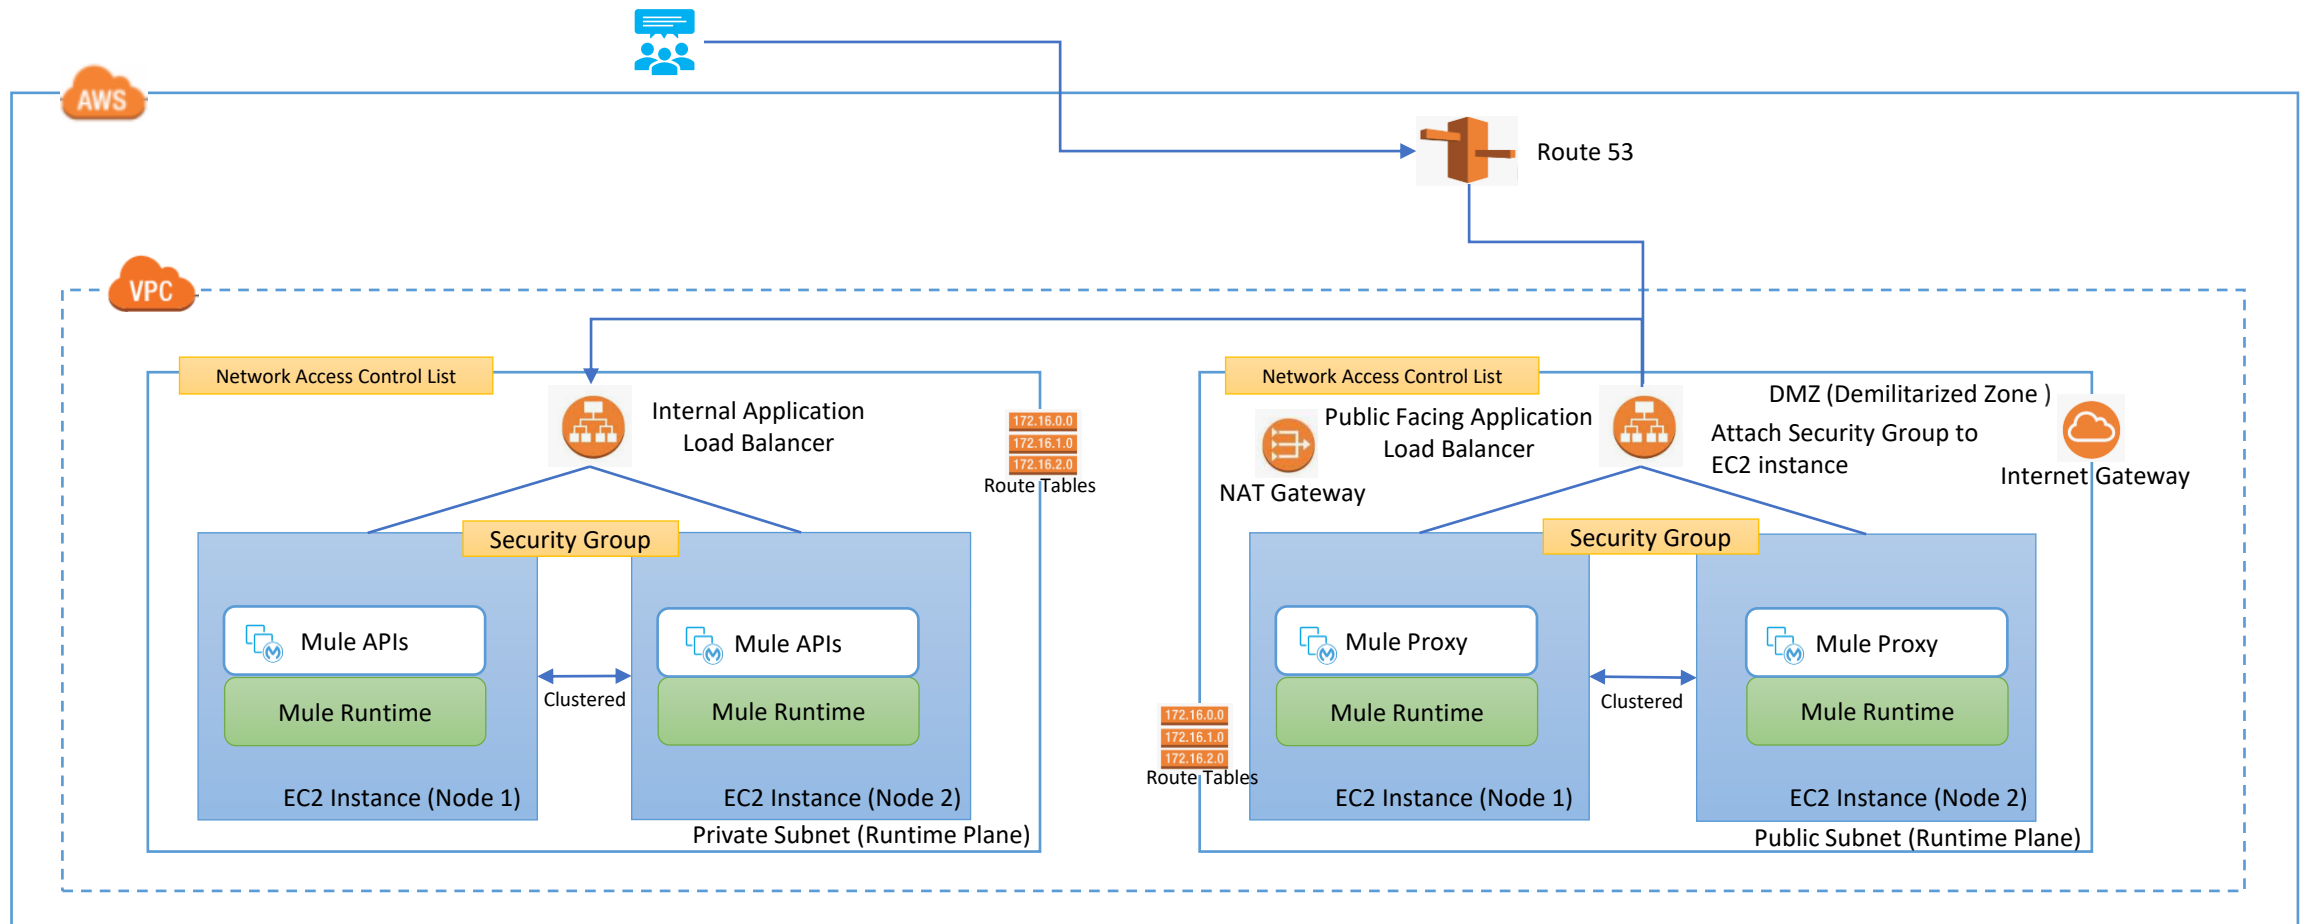 AWS
Route 53
VPC
Network Access Control List
Internal Application
Load Balancer
172.16.0.0
172.16.1.0
172.16.2.0
Route Tables
Security Group
Mule APIs
Mule Runtime
EC2 Instance (Node 1)
Clustered
Mule APIs
Mule Runtime
EC2 Instance (Node 2)
Private Subnet (Runtime Plane)
Network Access Control List
NAT Gateway
Public Facing Application
Load Balancer
DMZ (Demilitarized Zone )
Attach Security Group to
EC2 instance
Internet Gateway
Security Group
Mule Proxy
Mule Runtime
EC2 Instance (Node 1)
Clustered
Mule Proxy
Mule Runtime
EC2 Instance (Node 2)
172.16.0.0
172.16.1.0
172.16.2.0
Route Tables
Public Subnet (Runtime Plane)